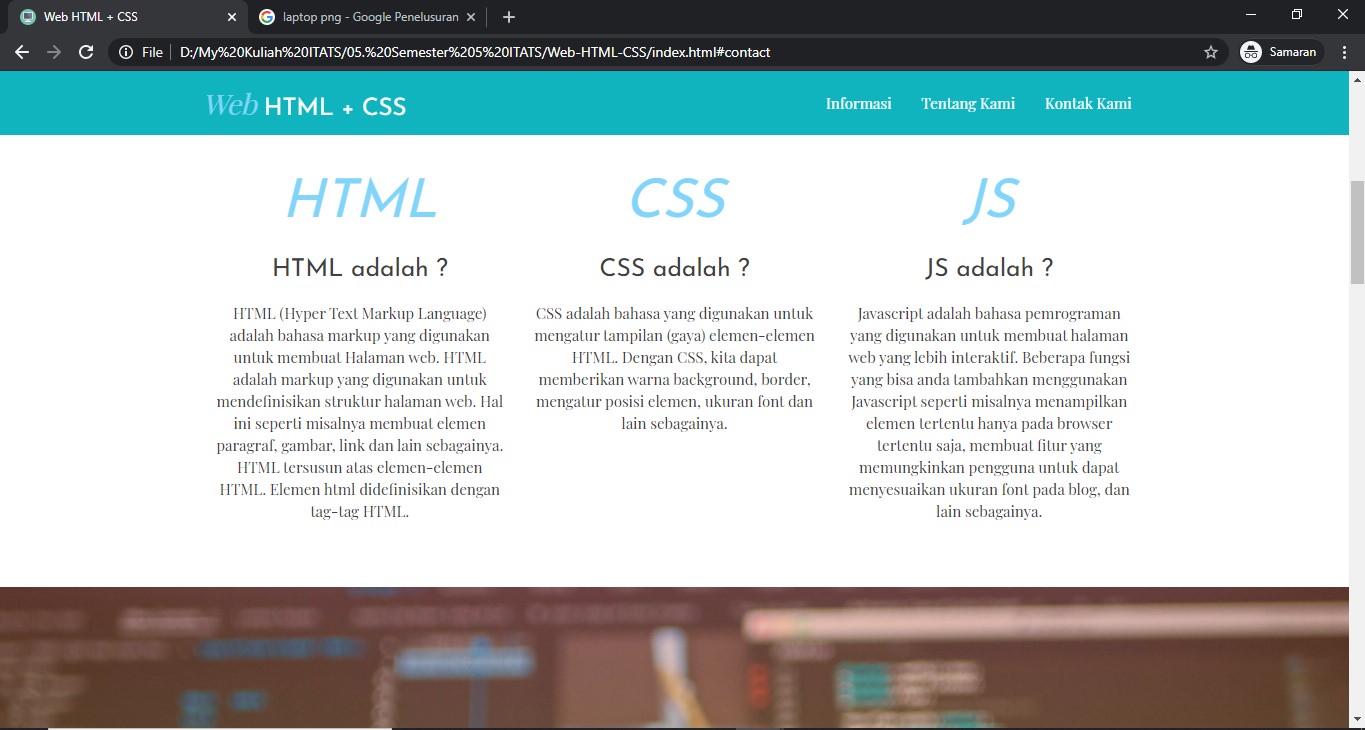 Web HTML + CSS
laptop png - Google Penelusuran
File
D:/My%20Kuliah%20ITATS/05.%20Semester%205%20ITATS/Web-HTML-CSS/index.html#contact
Samaran
Web HTML + CSS
Informasi
Tentang Kami
Kontak Kami
HTML
HTML adalah ?
HTML (Hyper Text Markup Language)
adalah bahasa markup yang digunakan
untuk membuat Halaman web. HTML
adalah markup yang digunakan untuk
mendefinisikan struktur halaman web. Hal
ini seperti misalnya membuat elemen
paragraf, gambar, link dan lain sebagainya.
HTML tersusun atas elemen-elemen
HTML. Elemen html didefinisikan dengan
tag-tag HTML.
CSS
CSS adalah ?
CSS adalah bahasa yang digunakan untuk
mengatur tampilan (gaya) elemen-elemen
HTML. Dengan CSS, kita dapat
memberikan warna background, border,
mengatur posisi elemen, ukuran font dan
lain sebagainya.
JS
JS adalah ?
Javascript adalah bahasa pemrograman
yang digunakan untuk membuat halaman
web yang lebih interaktif. Beberapa fungsi
yang bisa anda tambahkan menggunakan
Javascript seperti misalnya menampilkan
elemen tertentu hanya pada browser
tertentu saja, membuat fitur yang
memungkinkan pengguna untuk dapat
menyesuaikan ukuran font pada blog, dan
lain sebagainya.